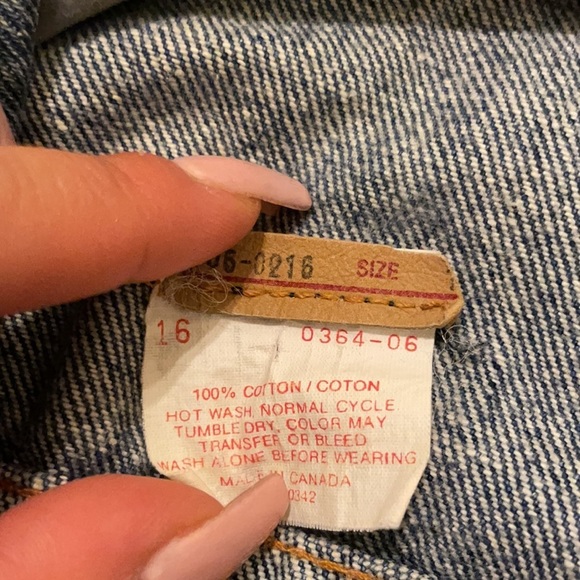 6-0216 SIZE
16 0364-06
100% COTTON / COTON
HOT WASH, NORMAL CYCLE
TUMBLE DRY, COLOR MAY
TRANSFER OR BLEED
WASH ALONE BEFORE WEARING
MADE IN CANADA
0342